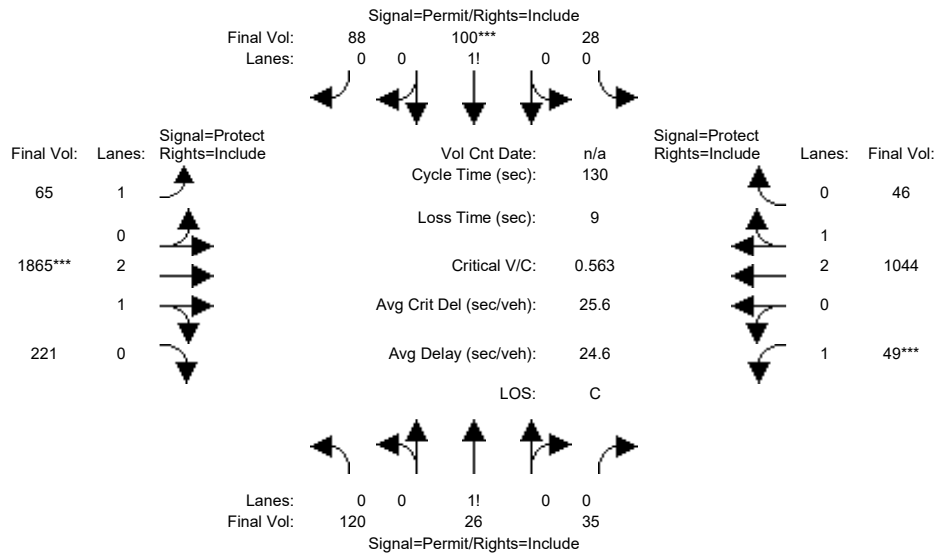 Signal=Permit/Rights=Include
Final Vol: 88 100*** 28
Lanes: 0 0 1! 0 0
Signal=Protect Signal=Protect
Final Vol: Lanes: Rights=Include Vol Cnt Date: n/a Rights=Include Lanes: Final Vol:
Cycle Time (sec): 130
65 1 0 46
Loss Time (sec): 9
0 1
1865*** 2 Critical V/C: 0.563 2 1044
1 Avg Crit Del (sec/veh): 25.6 0
221 0 Avg Delay (sec/veh): 24.6 1 49***
LOS: C
Lanes: 0 0 1! 0 0
Final Vol: 120 26 35
Signal=Permit/Rights=Include